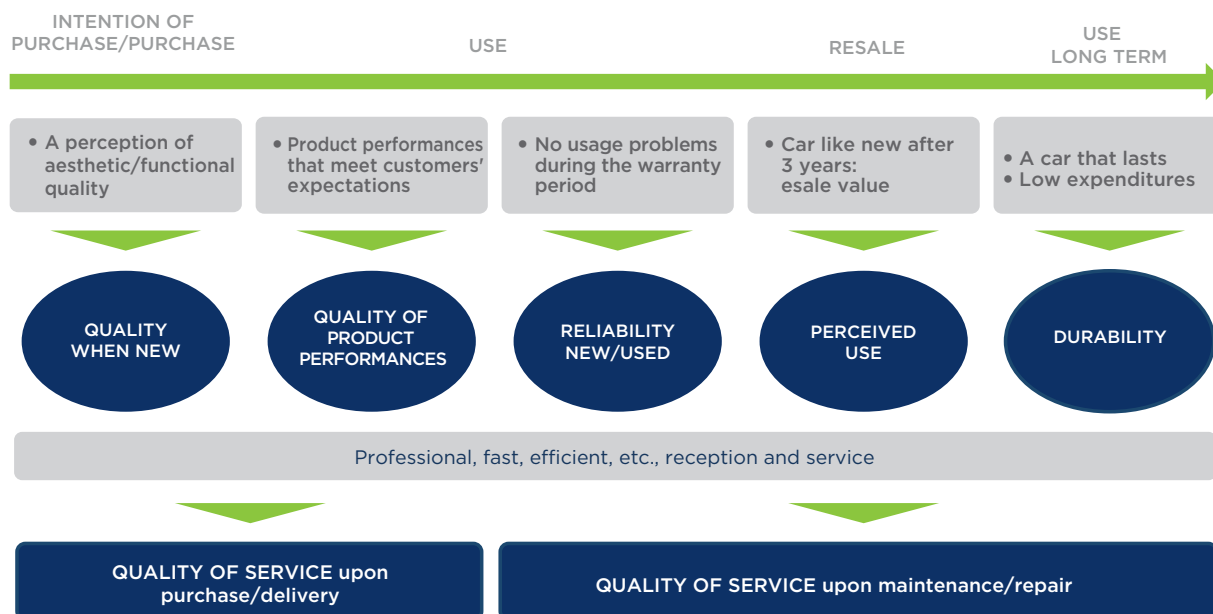 INTENTION OF
PURCHASE/PURCHASE
USE
RESALE
USE
LONG TERM
• A perception of
aesthetic/functional
quality
• Product performances
that meet customers'
expectations
• No usage problems
during the warranty
period
• Car like new after
3 years:
esale value
• A car that lasts
• Low expenditures
QUALITY
WHEN NEW
QUALITY OF
PRODUCT
PERFORMANCES
RELIABILITY
NEW/USED
PERCEIVED
USE
DURABILITY
Professional, fast, efficient, etc., reception and service
QUALITY OF SERVICE upon
purchase/delivery
QUALITY OF SERVICE upon maintenance/repair